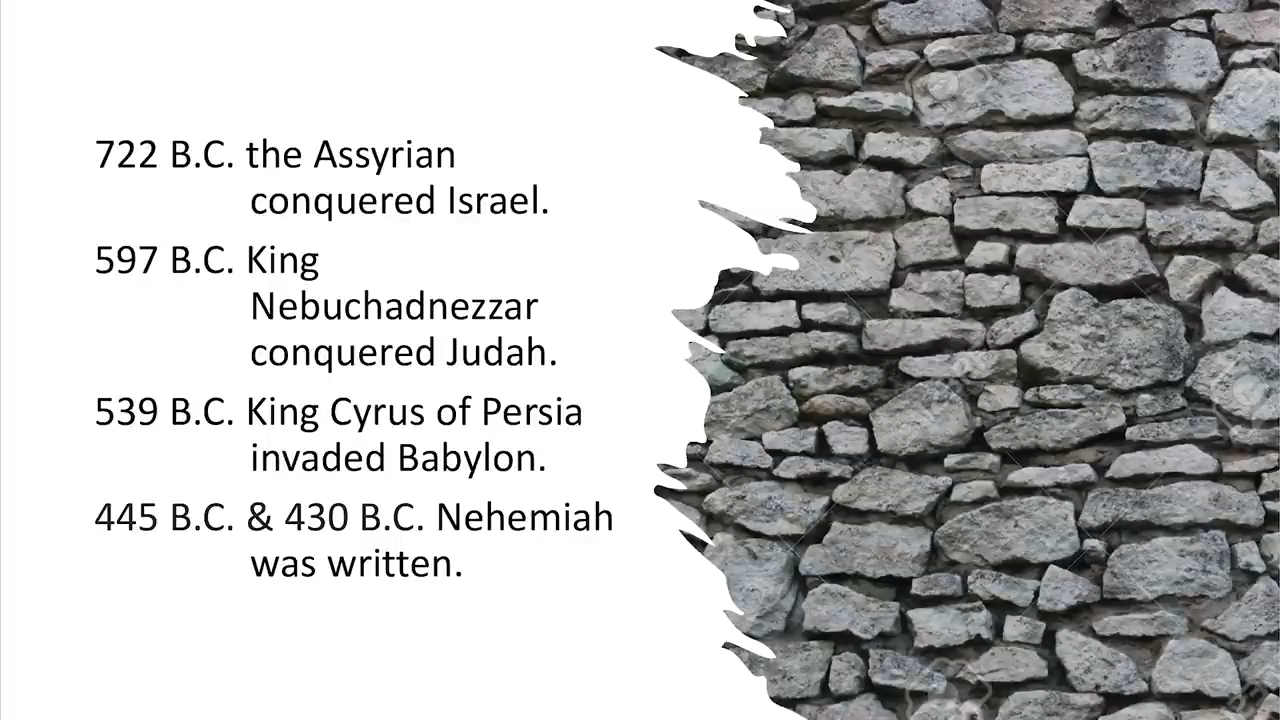 722 B.C. the Assyrian
conquered Israel.
597 B.C. King
Nebuchadnezzar
conquered Judah.
539 B.C. King Cyrus of Persia
invaded Babylon.
445 B.C. & 430 B.C. Nehemiah
was written.